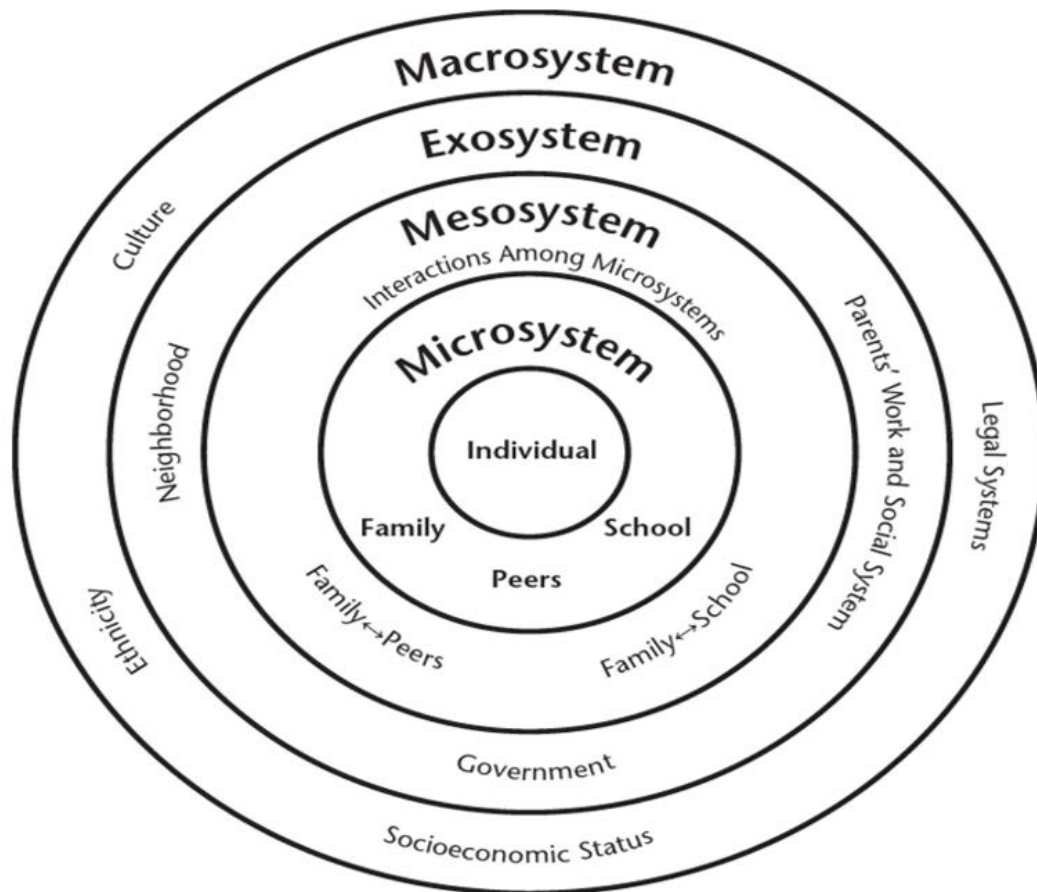 Macrosystem
Exosystem
Mesosystem
Interactions Among Microsystems
Microsystem
Individual
Family
School
Peers
Family↔Peers
Family↔School
Neighborhood
Parents’ Work and Social System
Government
Culture
Ethnicity
Legal Systems
Socioeconomic Status